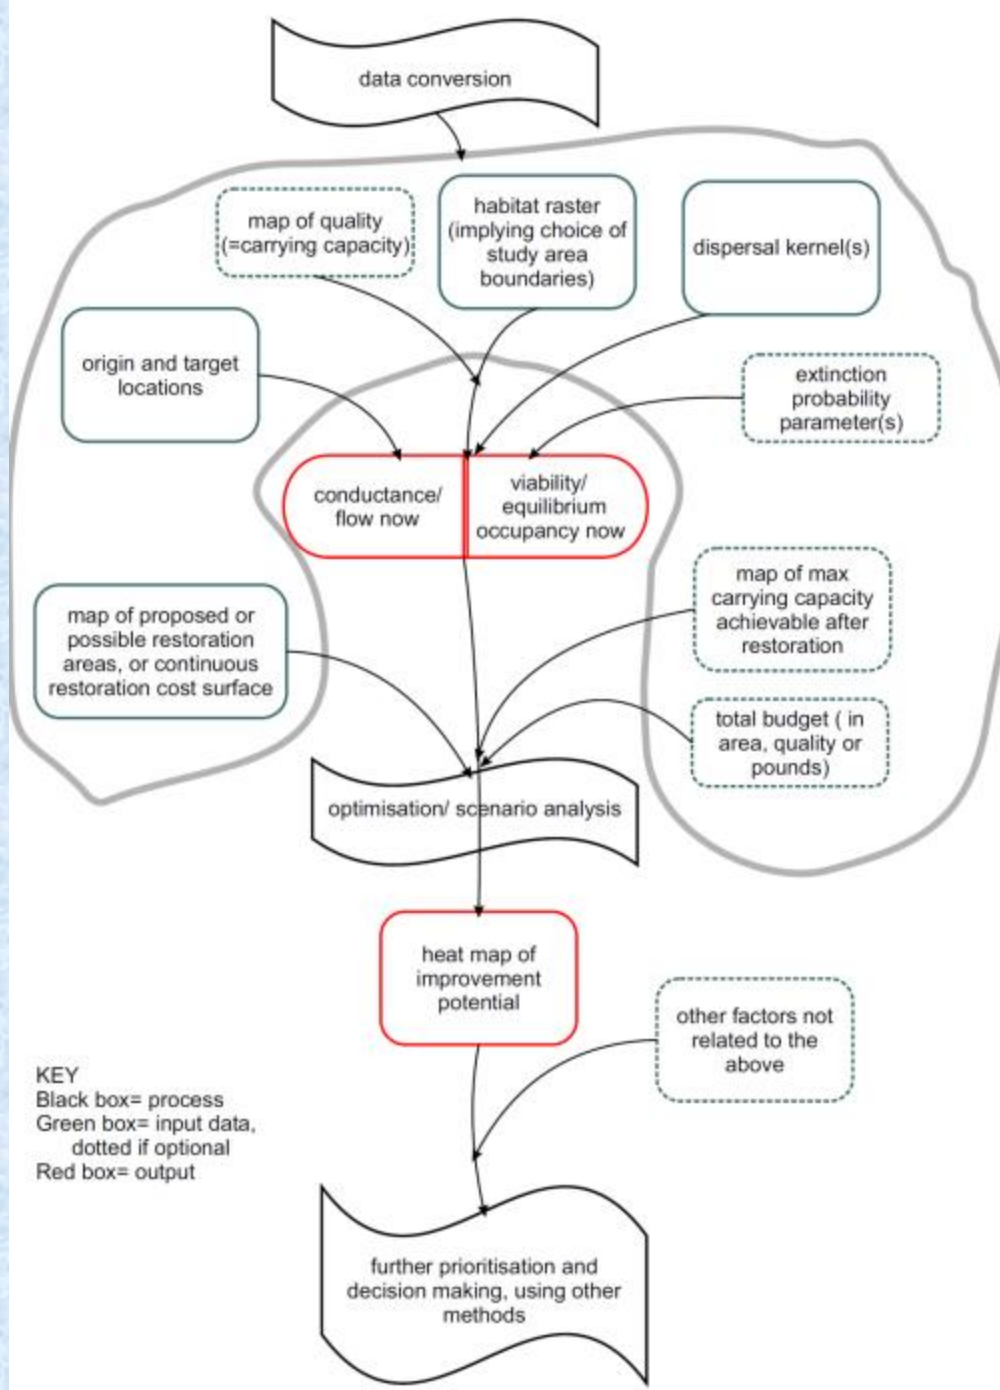 data conversion
map of quality
(=carrying capacity)
habitat raster
(implying choice of
study area
boundaries)
dispersal kernel(s)
origin and target
locations
extinction
probability
parameter(s)
conductance/
flow now
viability/
equilibrium
occupancy now
map of proposed or
possible restoration
areas, or continuous
restoration cost surface
map of max
carrying capacity
achievable after
restoration
total budget ( in
area, quality or
pounds)
optimisation/ scenario analysis
heat map of
improvement
potential
other factors not
related to the
above
KEY
Black box= process
Green box= input data,
dotted if optional
Red box= output
further prioritisation and
decision making, using other
methods